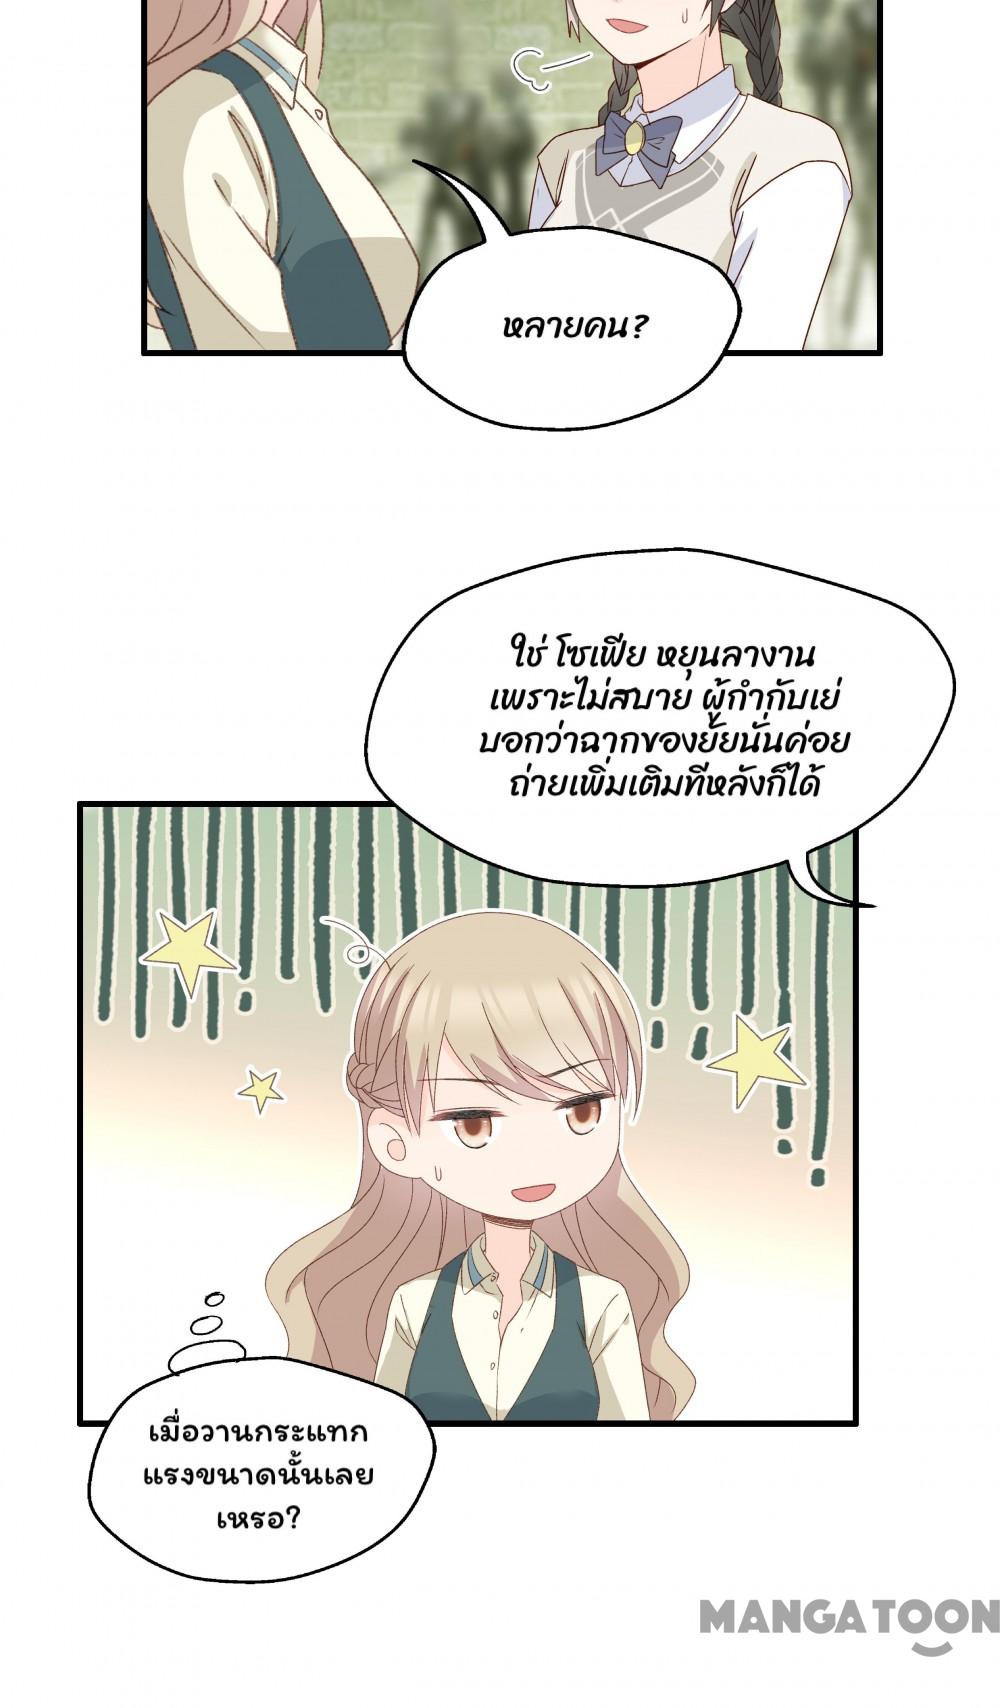 หลายคน?
ใช่ โซเฟีย หยุนลางาน
เพราะไม่สบาย ผู้กำกับเย่
บอกว่าฉากของยัยนั่นค่อย
ถ่ายเพิ่มเติมทีหลังก็ได้
เมื่อวานกระแทก
แรงขนาดนั้นเลย
เหรอ?
MANGATOON